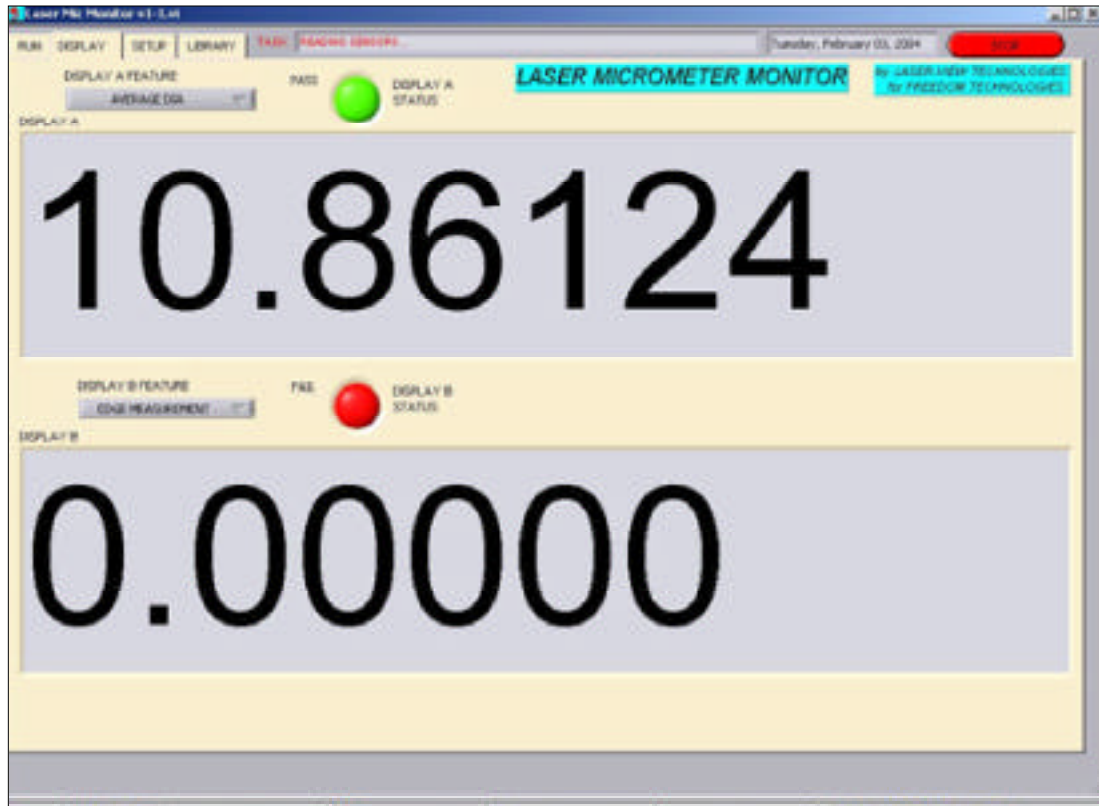 Laser Mic Monitor v1-1.vi
RUN DISPLAY SETUP LIBRARY TASK READING SENSORS... Tuesday, February 03, 2004 STOP
DISPLAY A FEATURE
AVERAGE DIA
PASS
DISPLAY A
STATUS
LASER MICROMETER MONITOR
by LASER VIEW TECHNOLOGIES
for FREEDOM TECHNOLOGIES
DISPLAY A
10.86124
DISPLAY B FEATURE
EDGE MEASUREMENT
DISPLAY B
STATUS
DISPLAY B
0.00000